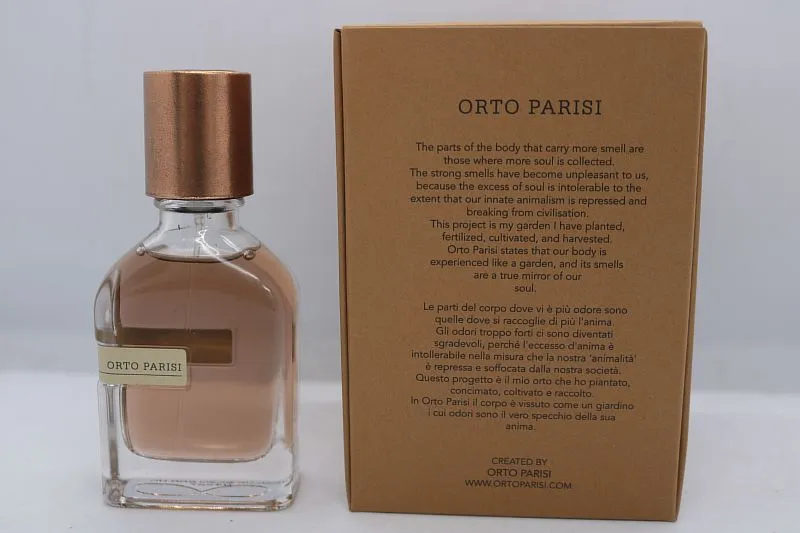 ORTO PARISI
ORTO PARISI
The parts of the body that carry more smell are
those where more soul is collected.
The strong smells have become unpleasant to us,
because the excess of soul is intolerable to the
extent that our innate animalism is repressed and
breaking from civilisation.
This project is my garden I have planted,
fertilized, cultivated, and harvested.
Orto Parisi states that our body is
experienced like a garden, and its smells
are a true mirror of our
soul.
Le parti del corpo dove vi è più odore sono
quelle dove si raccoglie di più l'anima.
Gli odori troppo forti ci sono diventati
sgradevoli, perché l'eccesso d'anima è
intollerabile nella misura che la nostra 'animalità'
è repressa e soffocata dalla nostra società.
Questo progetto è il mio orto che ho piantato,
concimato, coltivato e raccolto.
In Orto Parisi il corpo è vissuto come un giardino
i cui odori sono il vero specchio della sua
anima.
CREATED BY
ORTO PARISI
WWW.ORTOPARISI.COM